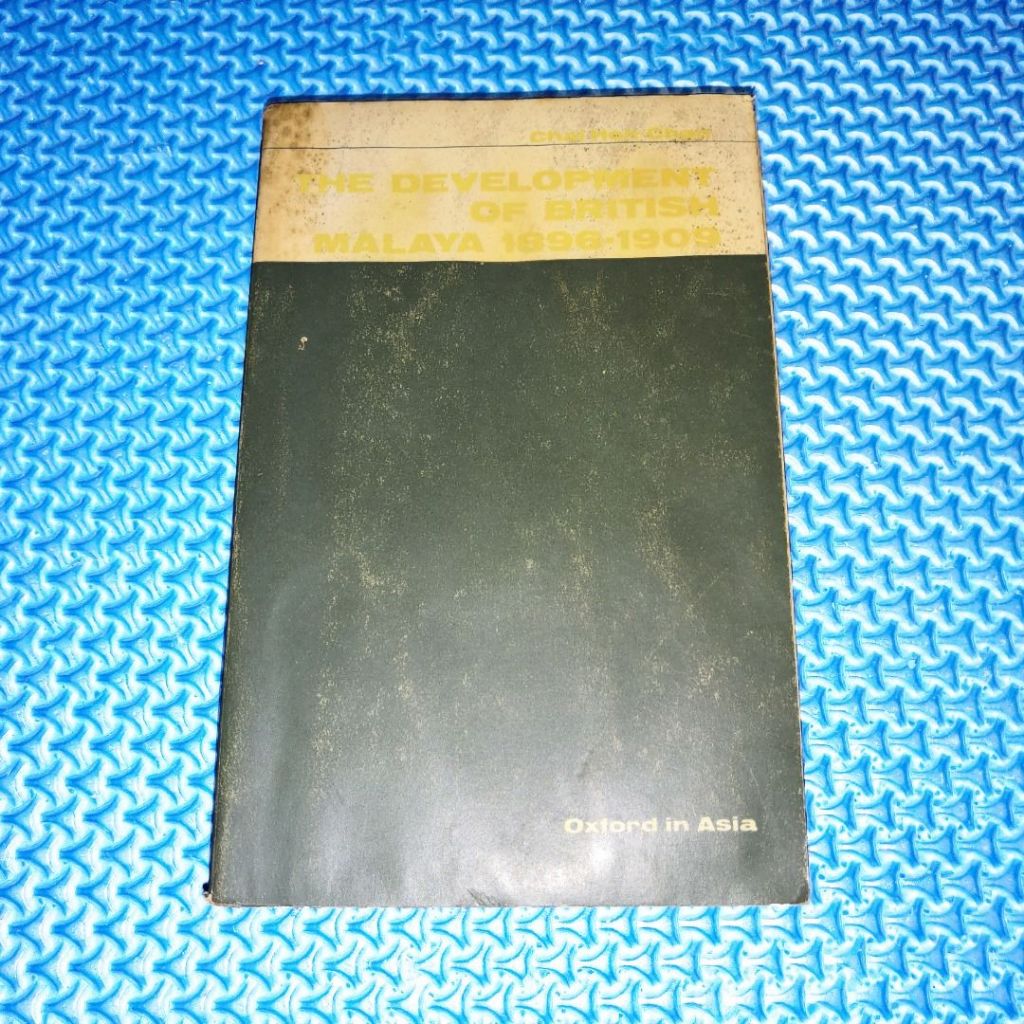 Chai Hon-Chan
THE DEVELOPMENT
OF BRITISH
MALAYA 1896-1909
Oxford in Asia